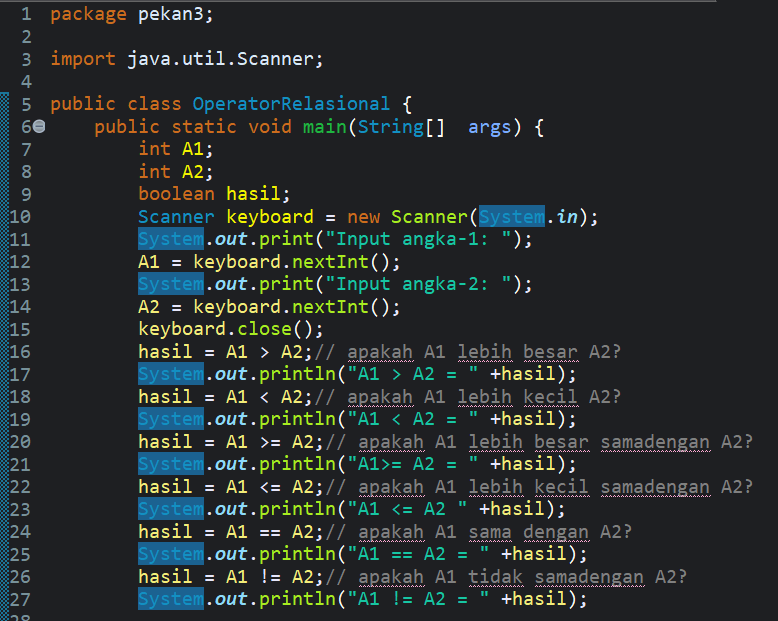 1 package pekan3;
2
3 import java.util.Scanner;
4
5 public class OperatorRelasional {
6     public static void main(String[]  args) {
7         int A1;
8         int A2;
9         boolean hasil;
10         Scanner keyboard = new Scanner(System.in);
11         System.out.print("Input angka-1: ");
12         A1 = keyboard.nextInt();
13         System.out.print("Input angka-2: ");
14         A2 = keyboard.nextInt();
15         keyboard.close();
16         hasil = A1 > A2;// apakah A1 lebih besar A2?
17         System.out.println("A1 > A2 = " +hasil);
18         hasil = A1 < A2;// apakah A1 lebih kecil A2?
19         System.out.println("A1 < A2 = " +hasil);
20         hasil = A1 >= A2;// apakah A1 lebih besar samadengan A2?
21         System.out.println("A1>= A2 = " +hasil);
22         hasil = A1 <= A2;// apakah A1 lebih kecil samadengan A2?
23         System.out.println("A1 <= A2 " +hasil);
24         hasil = A1 == A2;// apakah A1 sama dengan A2?
25         System.out.println("A1 == A2 = " +hasil);
26         hasil = A1 != A2;// apakah A1 tidak samadengan A2?
27         System.out.println("A1 != A2 = " +hasil);
28